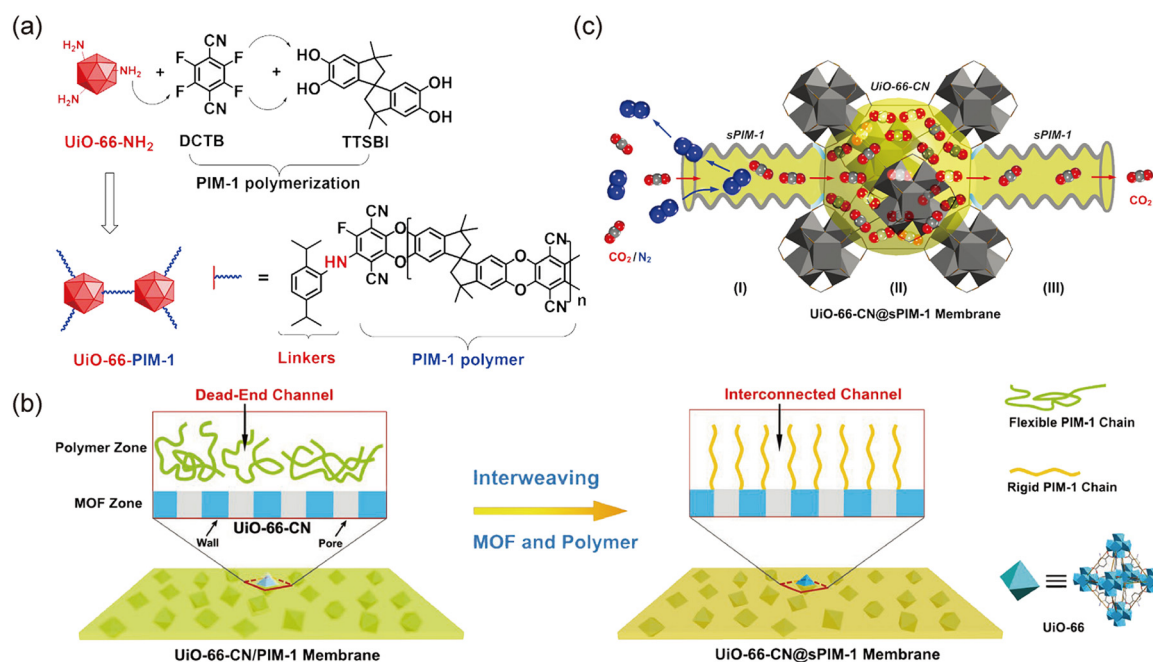 (a)
H₂N
NH₂
H₂N
UiO-66-NH₂
+
CN
F
F
F
F
CN
DCTB
+
HO
HO
OH
OH
TTSBI
PIM-1 polymerization
UiO-66-PIM-1
=
F
CN
HN
CN
O
O
O
O
CN
CN
n
Linkers
PIM-1 polymer
(c)
UiO-66-CN
sPIM-1
sPIM-1
CO₂/N₂
CO₂
(I)
(II)
(III)
UiO-66-CN@sPIM-1 Membrane
(b)
Dead-End Channel
Polymer Zone
MOF Zone
UiO-66-CN
Wall
Pore
UiO-66-CN/PIM-1 Membrane
Interweaving
MOF and Polymer
Interconnected Channel
UiO-66-CN@sPIM-1 Membrane
Flexible PIM-1 Chain
Rigid PIM-1 Chain
UiO-66